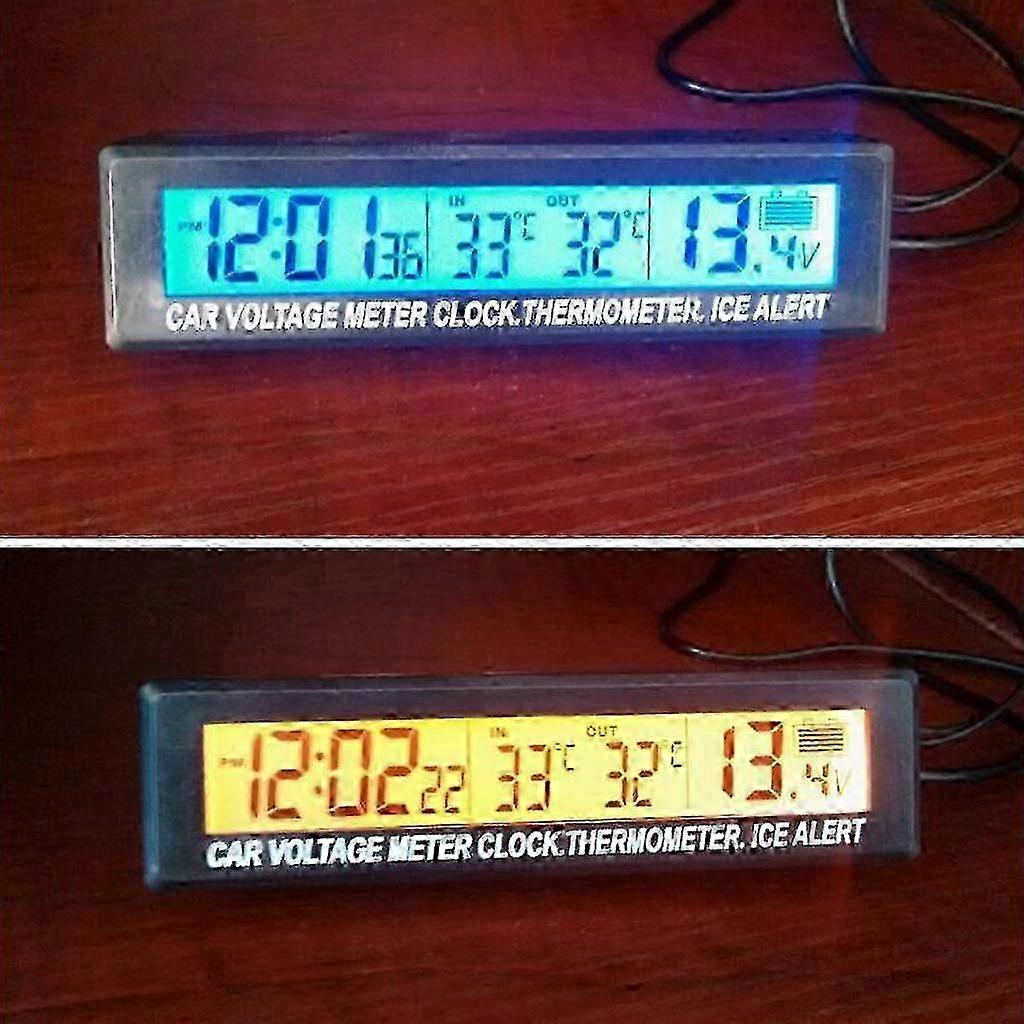 PM 12:01 36 IN 33°C OUT 32°C 13.4V
CAR VOLTAGE METER CLOCK.THERMOMETER. ICE ALERT
PM 12:02 22 IN 33°C OUT 32°C 13.4V
CAR VOLTAGE METER CLOCK.THERMOMETER. ICE ALERT